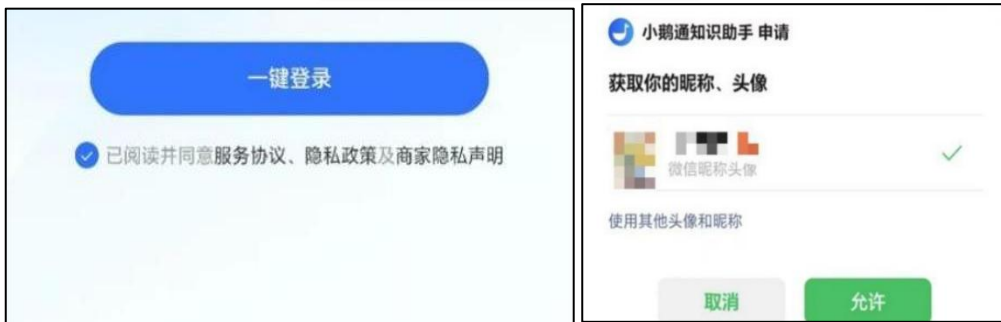 一键登录
已阅读并同意服务协议、隐私政策及商家隐私声明
小鹅通知识助手 申请
获取你的昵称、头像
微信昵称头像
使用其他头像和昵称
取消
允许